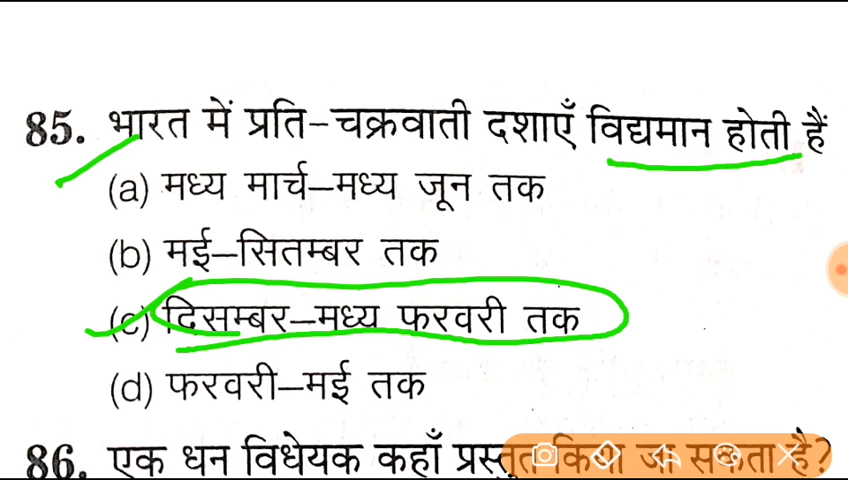 85. भारत में प्रति-चक्रवाती दशाएँ विद्यमान होती हैं
(a) मध्य मार्च–मध्य जून तक
(b) मई–सितम्बर तक
(c) दिसम्बर–मध्य फरवरी तक
(d) फरवरी–मई तक
86. एक धन विधेयक कहाँ प्रस्तुत किया जा सकता है?